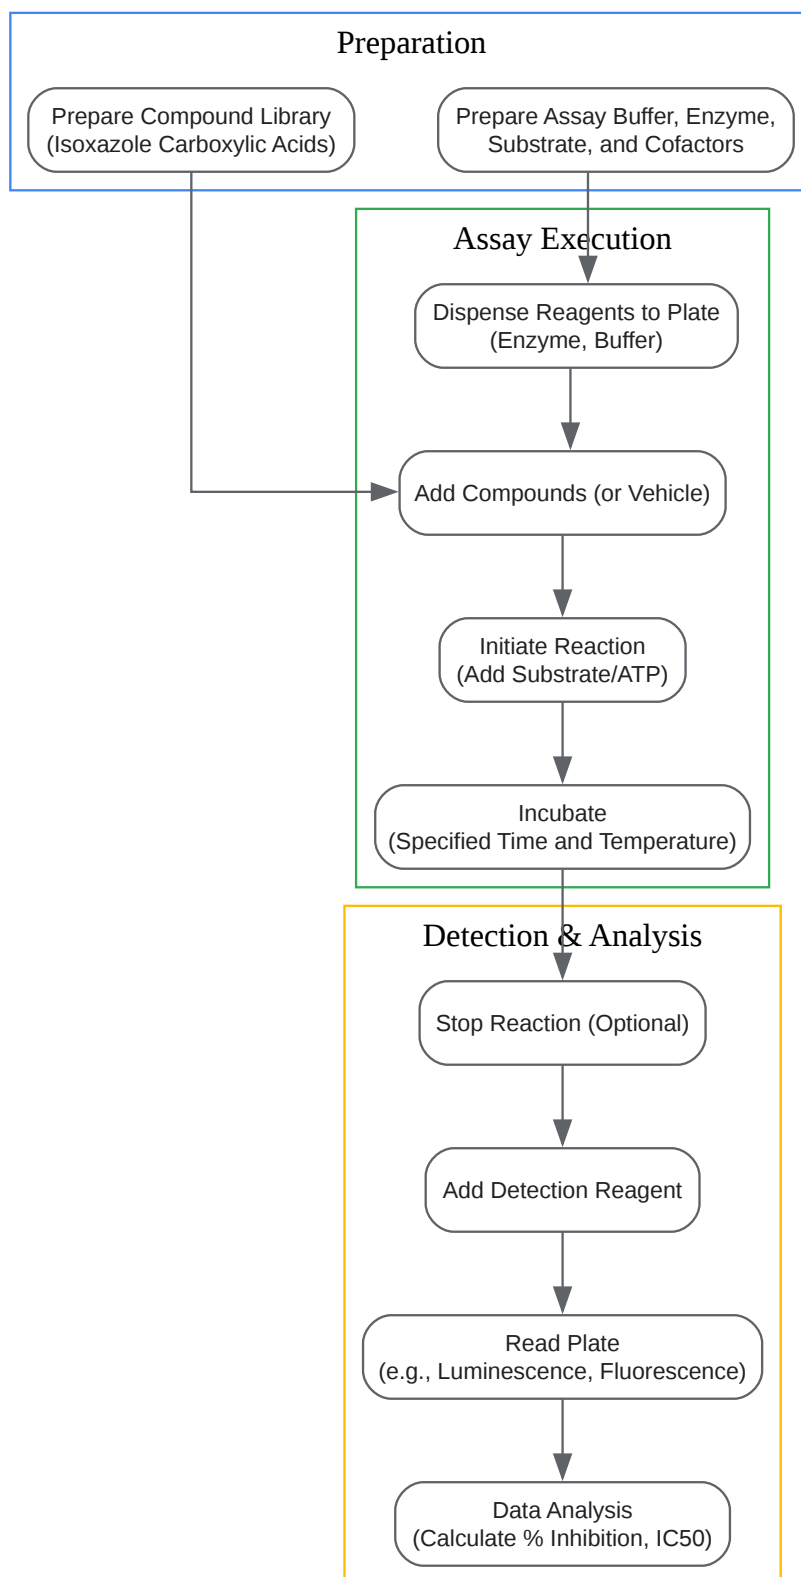 Preparation
Prepare Compound Library
(Isoxazole Carboxylic Acids)
Prepare Assay Buffer, Enzyme,
Substrate, and Cofactors
Assay Execution
Dispense Reagents to Plate
(Enzyme, Buffer)
Add Compounds (or Vehicle)
Initiate Reaction
(Add Substrate/ATP)
Incubate
(Specified Time and Temperature)
Detection & Analysis
Stop Reaction (Optional)
Add Detection Reagent
Read Plate
(e.g., Luminescence, Fluorescence)
Data Analysis
(Calculate % Inhibition, IC50)